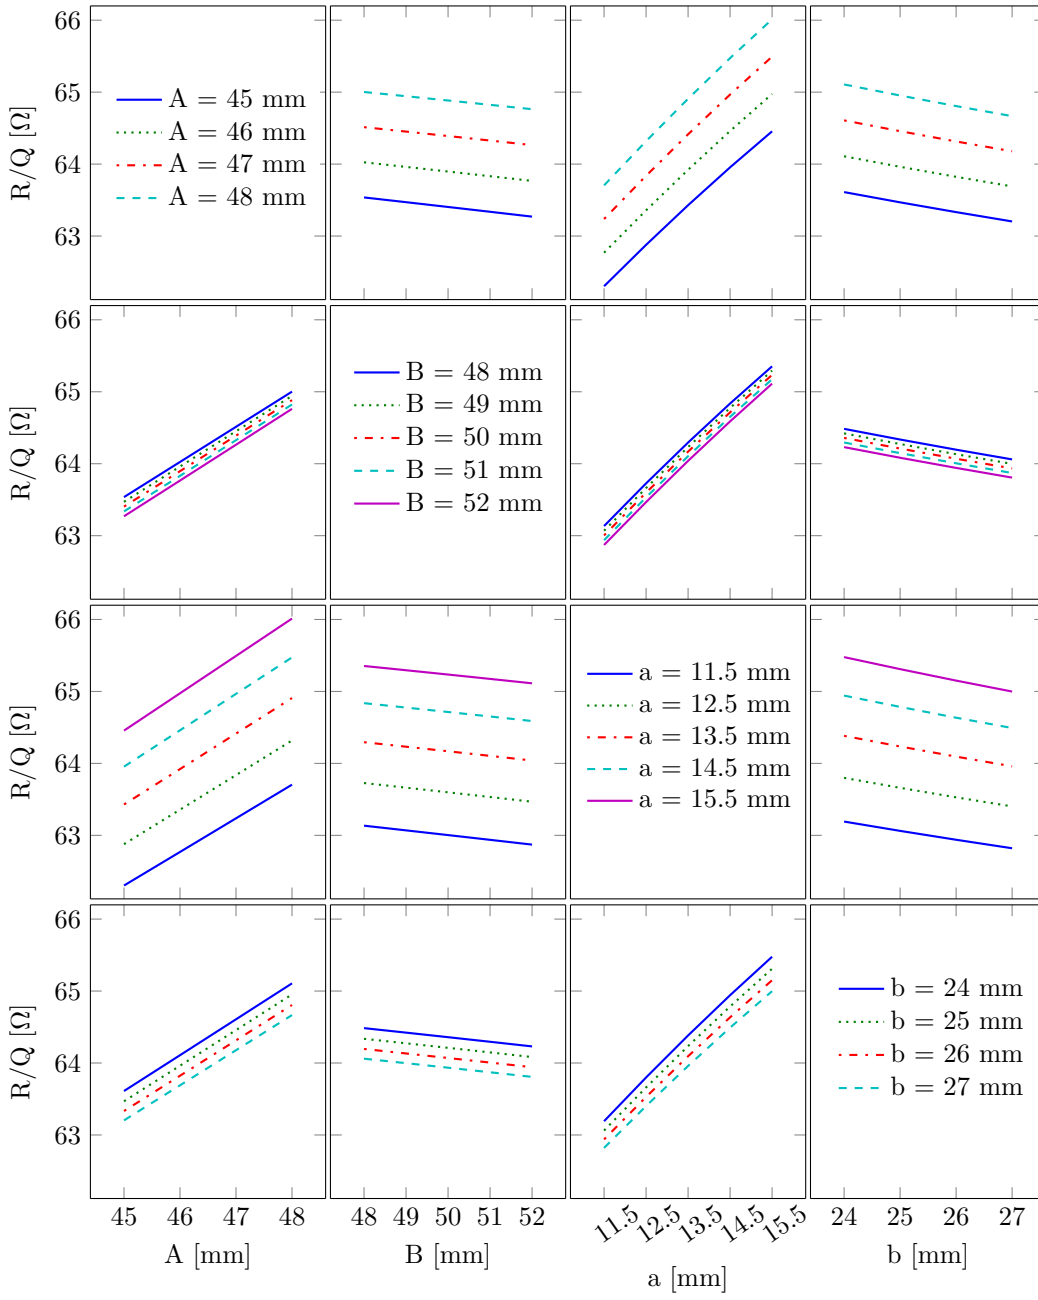 66
65
64
63
R/Q [Ω]
A = 45 mm
A = 46 mm
A = 47 mm
A = 48 mm
66
65
64
63
R/Q [Ω]
B = 48 mm
B = 49 mm
B = 50 mm
B = 51 mm
B = 52 mm
66
65
64
63
R/Q [Ω]
a = 11.5 mm
a = 12.5 mm
a = 13.5 mm
a = 14.5 mm
a = 15.5 mm
66
65
64
63
R/Q [Ω]
b = 24 mm
b = 25 mm
b = 26 mm
b = 27 mm
45 46 47 48
A [mm]
48 49 50 51 52
B [mm]
11.5 12.5 13.5 14.5 15.5
a [mm]
24 25 26 27
b [mm]